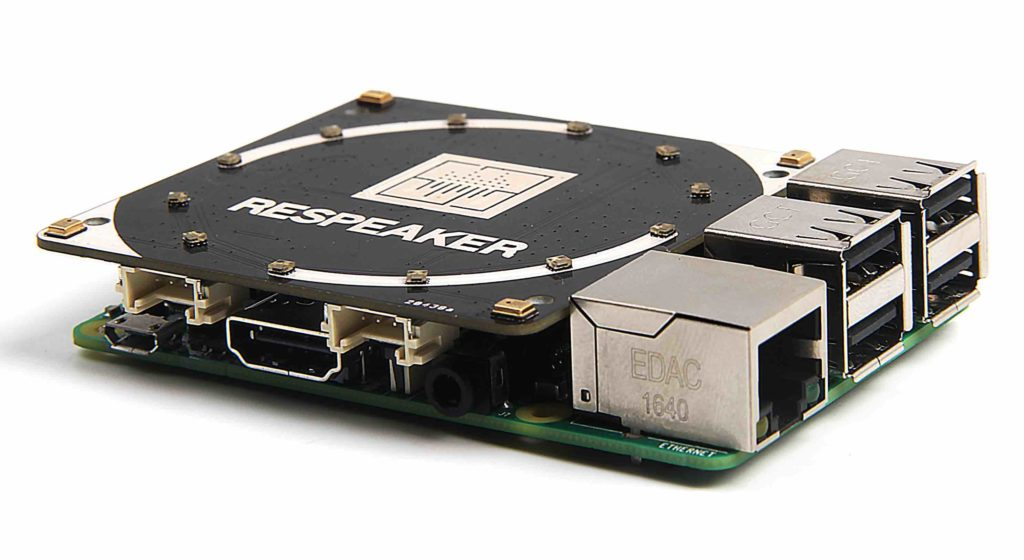 RESPEAKER
EDAC
1640
ETHERNET